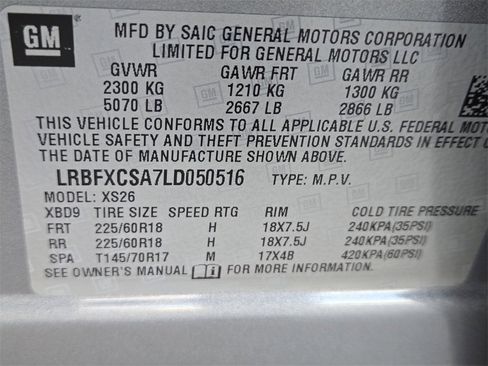 GM
MFD BY SAIC GENERAL MOTORS CORPORATION
LIMITED FOR GENERAL MOTORS LLC
GVWR GAWR FRT GAWR RR
2300 KG 1210 KG 1300 KG
5070 LB 2667 LB 2866 LB
THIS VEHICLE CONFORMS TO ALL APPLICABLE U.S. FEDERAL MOTO
VEHICLE SAFETY AND THEFT PREVENTION STANDARDS IN EFFECT O
THE DATE OF MANUFACTURE SHOWN ABOVE.
LRBFXCSA7LD050516 TYPE: M.P.V.
MODEL: XS26
XBD9 TIRE SIZE SPEED RTG RIM COLD TIRE PRESSUR
FRT 225/60R18 H 18X7.5J 240KPA(35PSI)
RR 225/60R18 H 18X7.5J 240KPA(35PSI)
SPA T145/70R17 M 17X4B 420KPA(60PSI)
SEE OWNER'S MANUAL FOR MORE INFORMATION.